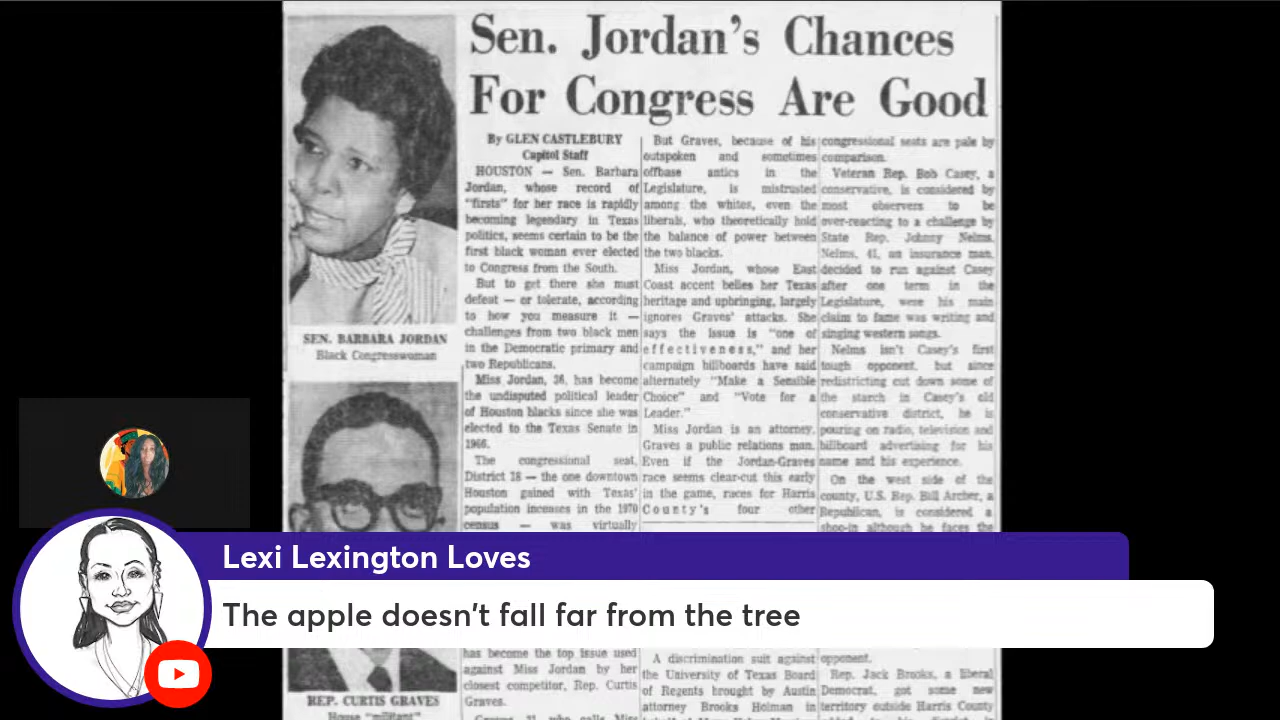 Sen. Jordan's Chances
For Congress Are Good
By GLEN CASTLEBURY
Capitol Staff
HOUSTON — Sen. Barbara
Jordan, whose record of
"firsts" for her race is rapidly
becoming legendary in Texas
politics, seems certain to be the
first black woman ever elected
to Congress from the South.
But to get there she must
defeat — or tolerate, according
to how you measure it —
challenges from two black men
in the Democratic primary and
two Republicans.
Miss Jordan, 36, has become
the undisputed political leader
of Houston blacks since she was
elected to the Texas Senate in
1966.
The congressional seat,
District 18 — the one downtown
Houston gained with Texas'
population increases in the 1970
census — was virtually
has become the top issue used
against Miss Jordan by her
closest competitor, Rep. Curtis
Graves.
But Graves, because of his
outspoken and sometimes
offbase antics in the
Legislature, is mistrusted
among the whites, even the
liberals, who theoretically hold
the balance of power between
the two blacks.
Miss Jordan, whose East
Coast accent belies her Texas
heritage and upbringing, largely
ignores Graves' attacks. She
says the issue is "one of
effectiveness," and her
campaign billboards have said
alternately "Make a Sensible
Choice" and "Vote for a
Leader."
Miss Jordan is an attorney,
Graves a public relations man.
Even if the Jordan-Graves
race seems clear-cut this early
in the game, races for Harris
County's four other
A discrimination suit against
the University of Texas Board
of Regents brought by Austin
attorney Brooks Holman in
congressional seats are pale by
comparison.
Veteran Rep. Bob Casey, a
conservative, is considered by
most observers to be
over-reacting to a challenge by
State Rep. Johnny Nelms.
Nelms, 41, an insurance man,
decided to run against Casey
after one term in the
Legislature, were his main
claim to fame was writing and
singing western songs.
Nelms isn't Casey's first
tough opponent, but since
redistricting cut down some of
the starch in Casey's old
conservative district, he is
pouring on radio, television and
billboard advertising for his
name and his experience.
On the west side of the
county, U.S. Rep. Bill Archer, a
Republican, is considered a
shoo-in although he faces the
opponent.
Rep. Jack Brooks, a liberal
Democrat, got some new
territory outside Harris County
SEN. BARBARA JORDAN
Black Congresswoman
REP. CURTIS GRAVES
House "militant"
Lexi Lexington Loves
The apple doesn't fall far from the tree